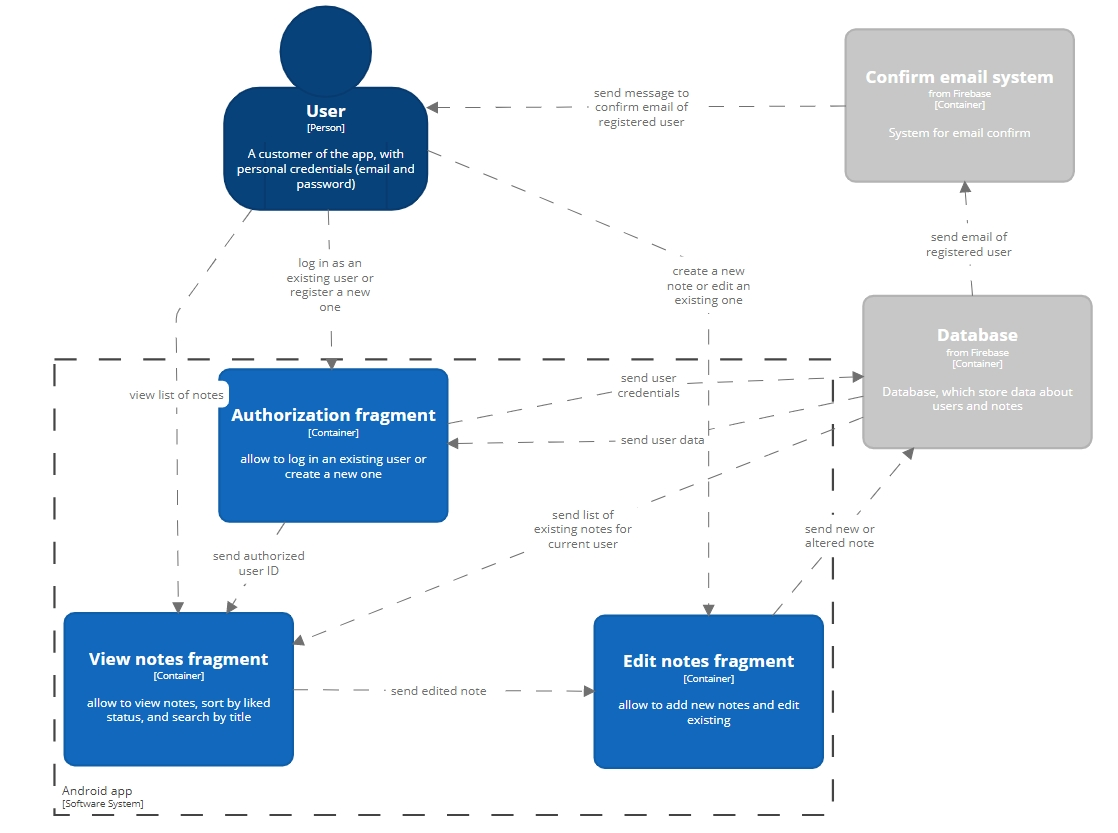 User
[Person]
A customer of the app, with
personal credentials (email and
password)
send message to
confirm email of
registered user
Confirm email system
from Firebase
[Container]
System for email confirm
log in as an
existing user or
register a new
one
create a new
note or edit an
existing one
send email of
registered user
Database
from Firebase
[Container]
Database, which store data about
users and notes
view list of notes
Authorization fragment
[Container]
allow to log in an existing user or
create a new one
send user
credentials
send user data
send list of
existing notes for
current user
send new or
altered note
send authorized
user ID
View notes fragment
[Container]
allow to view notes, sort by liked
status, and search by title
send edited note
Edit notes fragment
[Container]
allow to add new notes and edit
existing
Android app
[Software System]